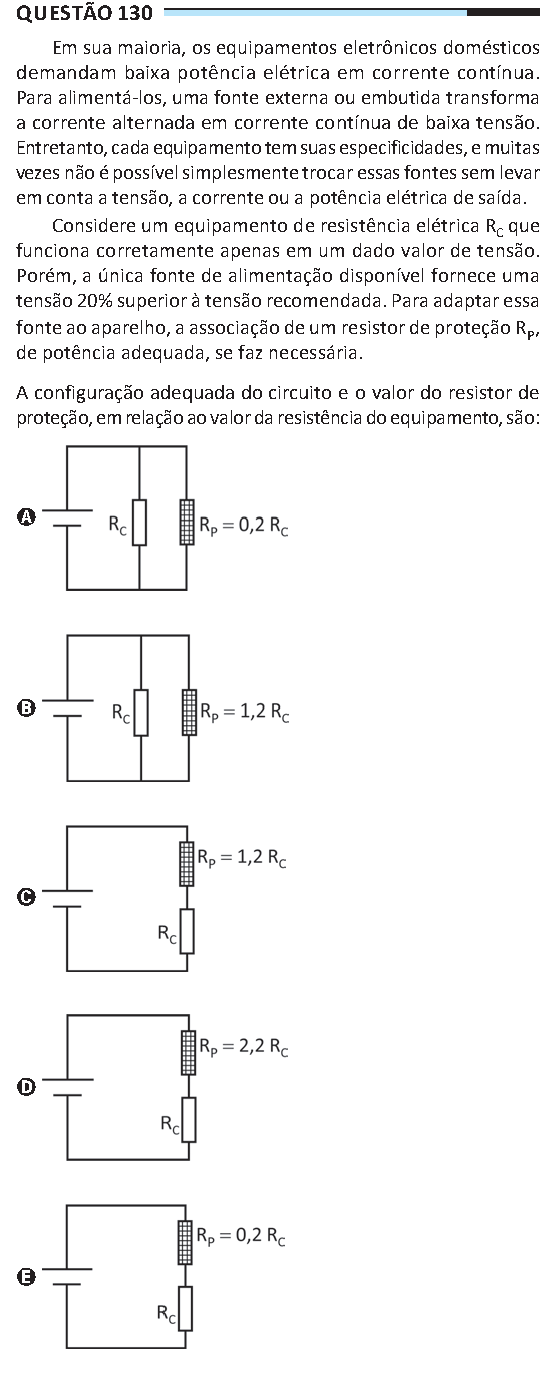 QUESTÃO 130
Em sua maioria, os equipamentos eletrônicos domésticos
demandam baixa potência elétrica em corrente contínua.
Para alimentá-los, uma fonte externa ou embutida transforma
a corrente alternada em corrente contínua de baixa tensão.
Entretanto, cada equipamento tem suas especificidades, e muitas
vezes não é possível simplesmente trocar essas fontes sem levar
em conta a tensão, a corrente ou a potência elétrica de saída.
Considere um equipamento de resistência elétrica R_C que
funciona corretamente apenas em um dado valor de tensão.
Porém, a única fonte de alimentação disponível fornece uma
tensão 20% superior à tensão recomendada. Para adaptar essa
fonte ao aparelho, a associação de um resistor de proteção R_P,
de potência adequada, se faz necessária.
A configuração adequada do circuito e o valor do resistor de
proteção, em relação ao valor da resistência do equipamento, são:
A R_C R_P = 0,2 R_C
B R_C R_P = 1,2 R_C
R_P = 1,2 R_C
C
R_C
R_P = 2,2 R_C
D
R_C
R_P = 0,2 R_C
E
R_C